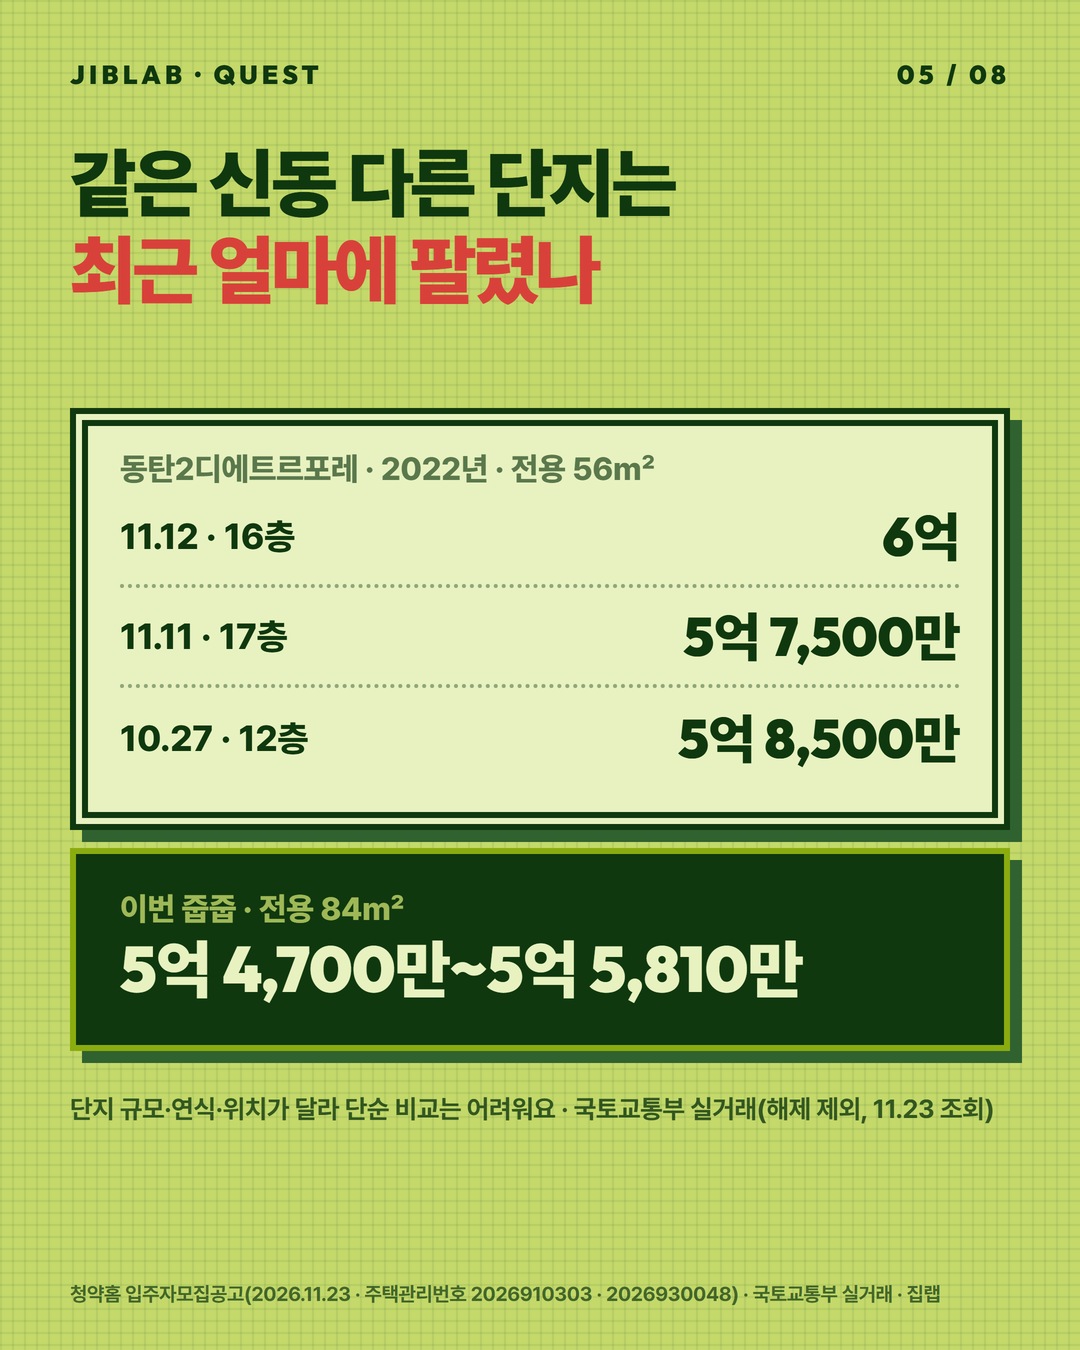 JIBLAB · QUEST
05 / 08
같은 신동 다른 단지는
최근 얼마에 팔렸나
동탄2디에트르포레 · 2022년 · 전용 56m²
11.12 · 16층
6억
11.11 · 17층
5억 7,500만
10.27 · 12층
5억 8,500만
이번 줍줍 · 전용 84m²
5억 4,700만~5억 5,810만
단지 규모·연식·위치가 달라 단순 비교는 어려워요 · 국토교통부 실거래(해제 제외, 11.23 조회)
청약홈 입주자모집공고(2026.11.23 · 주택관리번호 2026910303 · 2026930048) · 국토교통부 실거래 · 집랩